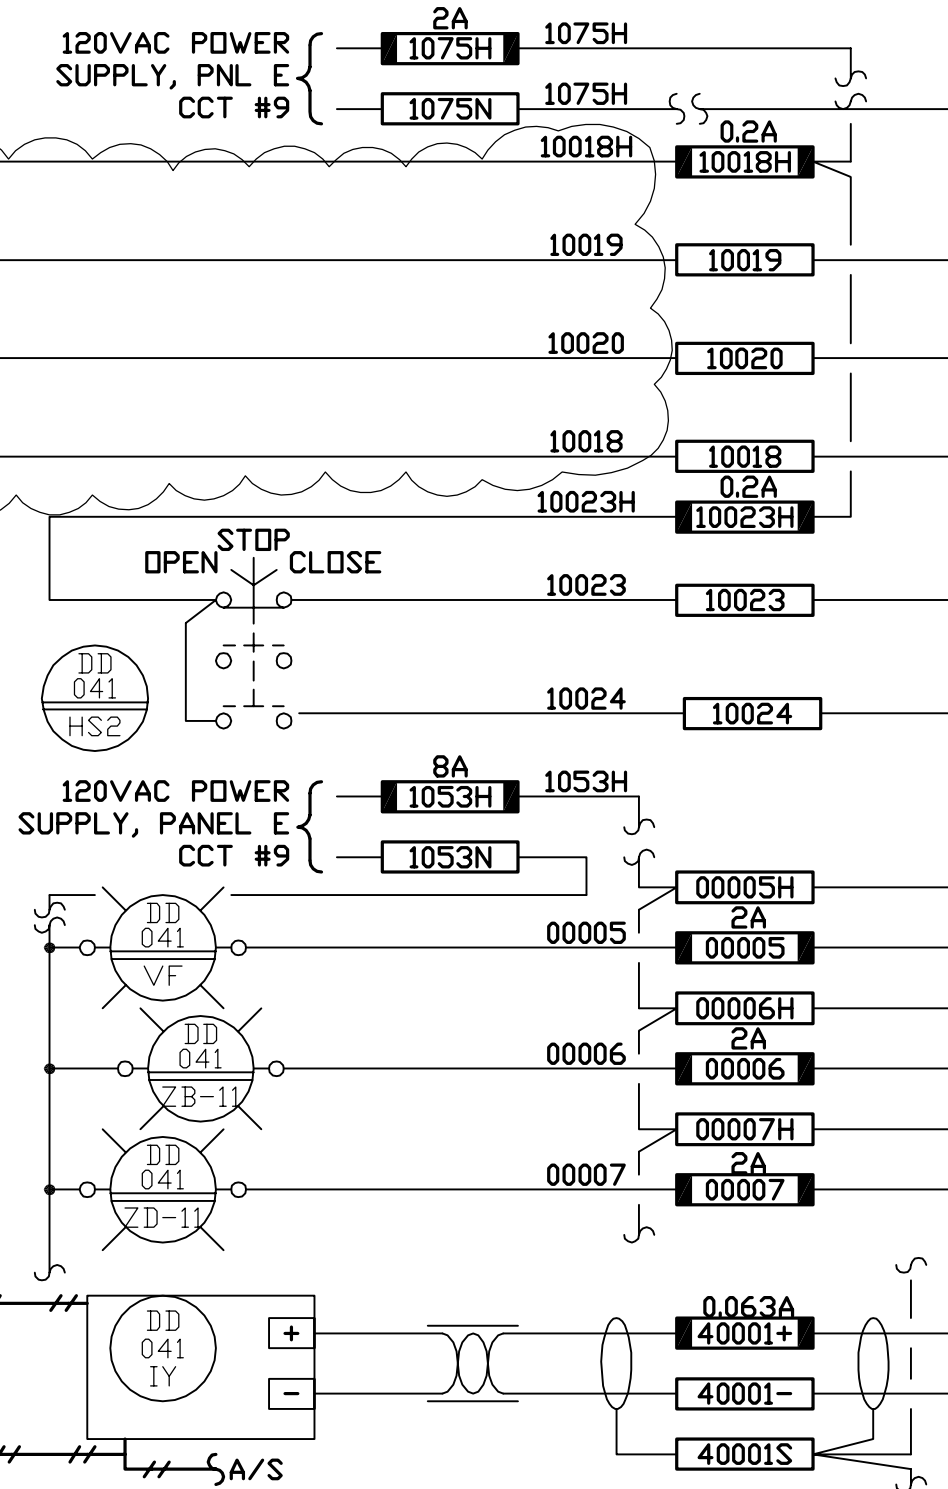 2A
120VAC POWER
SUPPLY, PNL E
CCT #9
1075H 1075H
1075N 1075H
0.2A
10018H 10018H
10019 10019
10020 10020
10018 10018
0.2A
10023H 10023H
STOP
OPEN CLOSE
10023 10023
DD
041
HS2
10024 10024
8A
120VAC POWER
SUPPLY, PANEL E
CCT #9
1053H 1053H
1053N
00005H
2A
DD
041
VF
00005 00005
00006H
2A
DD
041
ZB-11
00006 00006
00007H
2A
DD
041
ZD-11
00007 00007
0.063A
DD
041
IY
+ 40001+
- 40001-
40001S
A/S